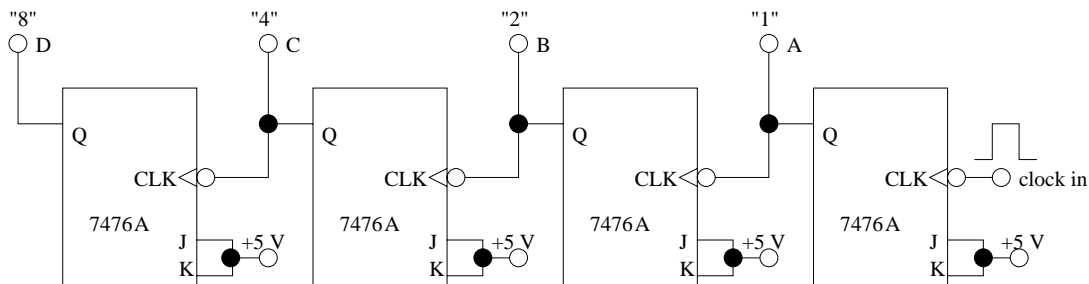 "8" "4" "2" "1"
D C B A
Q Q Q Q
CLK CLK CLK CLK clock in
7476A 7476A 7476A 7476A
J +5 V J +5 V J +5 V J +5 V
K K K K